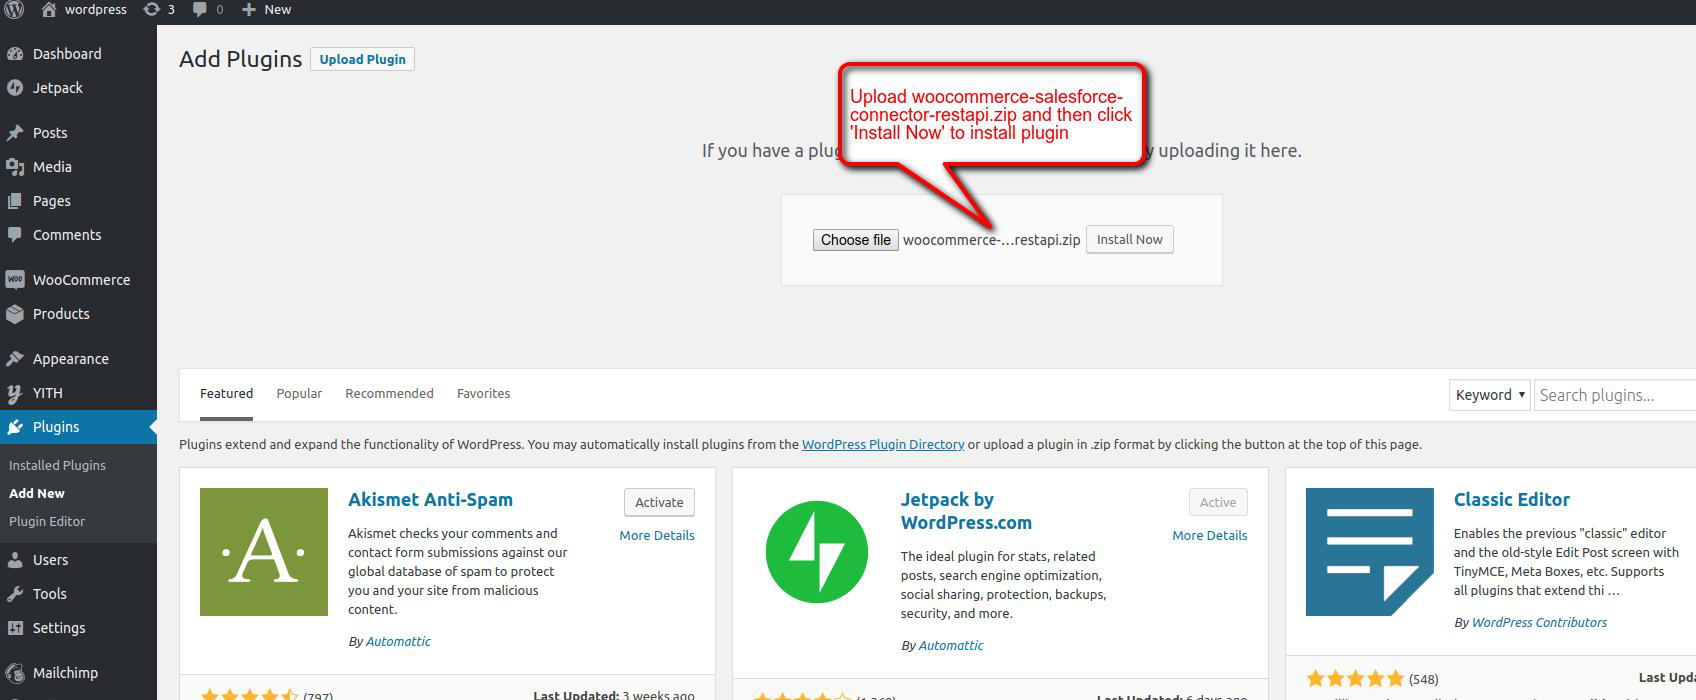 wordpress 3 0 New
Dashboard
Jetpack
Posts
Media
Pages
Comments
WooCommerce
Products
Appearance
YITH
Plugins
Installed Plugins
Add New
Plugin Editor
Users
Tools
Settings
Mailchimp
Add Plugins Upload Plugin
Upload woocommerce-salesforce-
connector-restapi.zip and then click
'Install Now' to install plugin
If you have a plug y uploading it here.
Choose file woocommerce-...restapi.zip Install Now
Featured Popular Recommended Favorites Keyword Search plugins...
Plugins extend and expand the functionality of WordPress. You may automatically install plugins from the WordPress Plugin Directory or upload a plugin in .zip format by clicking the button at the top of this page.
Akismet Anti-Spam
Activate
More Details
Akismet checks your comments and
contact form submissions against our
global database of spam to protect
you and your site from malicious
content.
By Automattic
(797) Last Updated: 3 weeks ago
Jetpack by
WordPress.com
Active
More Details
The ideal plugin for stats, related
posts, search engine optimization,
social sharing, protection, backups,
security, and more.
By Automattic
Last Updated: 6 days ago
Classic Editor
Enables the previous "classic" editor
and the old-style Edit Post screen with
TinyMCE, Meta Boxes, etc. Supports
all plugins that extend thi ...
By WordPress Contributors
(548) Last Upda